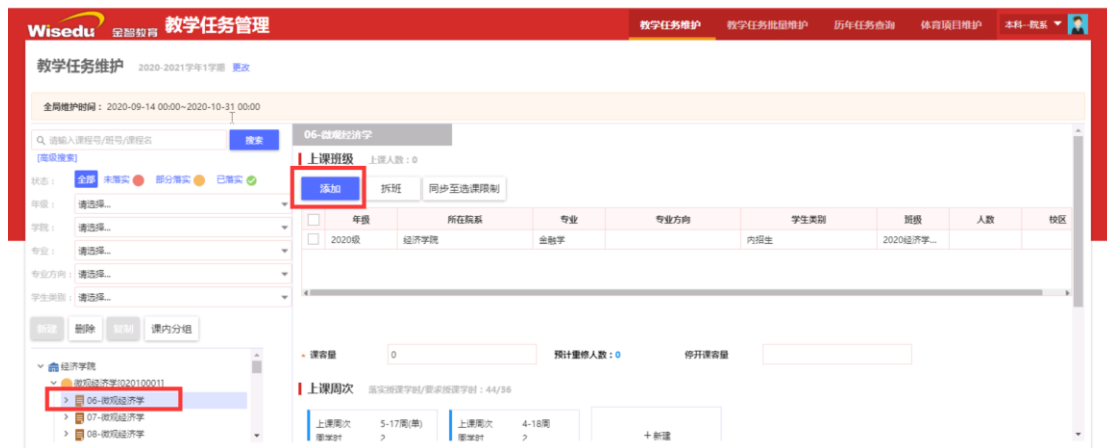 Wisedu 金智教育 教学任务管理 教学任务维护 教学任务批量维护 历年任务查询 体育项目维护 本科--院系
教学任务维护 2020-2021学年1学期 更改
全局维护时间：2020-09-14 00:00~2020-10-31 00:00
请输入课程号/班号/课程名 搜索
06-微观经济学
[高级搜索]
上课班级 上课人数：0
状态： 全部 未落实 部分落实 已落实
添加 拆班 同步至选课限制
年级： 请选择...
年级 所在院系 专业 专业方向 学生类别 班级 人数 校区
学院： 请选择...
2020级 经济学院 金融学 内招生 2020经济学...
专业： 请选择...
专业方向： 请选择...
学生类别： 请选择...
新建 删除 复制 课内分组
课容量 0 预计重修人数：0 停开课容量
经济学院
微观经济学[02010001]
06-微观经济学
上课周次 落实授课学时/要求授课学时：44/36
07-微观经济学
上课周次 5-17周(单) 上课周次 4-18周
08-微观经济学
周学时 2 周学时 2 +新建